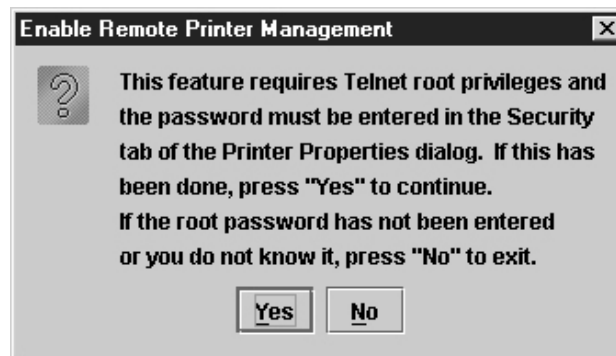 Enable Remote Printer Management
This feature requires Telnet root privileges and
the password must be entered in the Security
tab of the Printer Properties dialog. If this has
been done, press "Yes" to continue.
If the root password has not been entered
or you do not know it, press "No" to exit.
Yes No